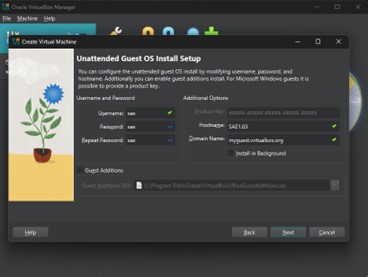 Oracle VirtualBox Manager
File Machine Help
Create Virtual Machine
Unattended Guest OS Install Setup
You can configure the unattended guest OS install by modifying username, password, and
hostname. Additionally you can enable guest additions install. For Microsoft Windows guests it is
possible to provide a product key.
Username and Password
Additional Options
Username: sae
Product Key: #####-#####-#####-#####-#####
Password: sae
Hostname: SAE1.03
Repeat Password: sae
Domain Name: myguest.virtualbox.org
Install in Background
Guest Additions
Guest Additions ISO: C:\Program Files\Oracle\VirtualBox\VBoxGuestAdditions.iso
Help
Back
Next
Cancel